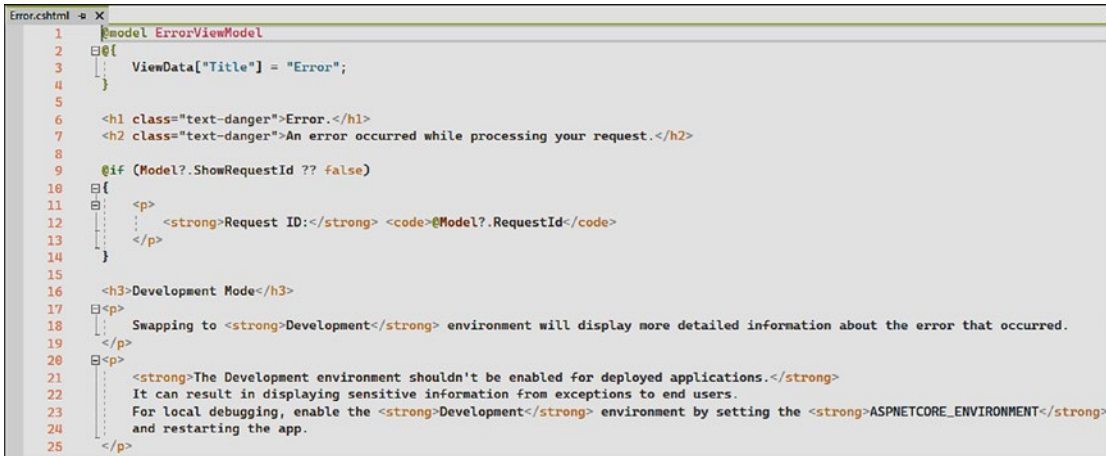 Error.cshtml
1 @model ErrorViewModel
2 @{
3 ViewData["Title"] = "Error";
4 }
5
6 <h1 class="text-danger">Error.</h1>
7 <h2 class="text-danger">An error occurred while processing your request.</h2>
8
9 @if (Model?.ShowRequestId ?? false)
10 {
11 <p>
12 <strong>Request ID:</strong> <code>@Model?.RequestId</code>
13 </p>
14 }
15
16 <h3>Development Mode</h3>
17 <p>
18 Swapping to <strong>Development</strong> environment will display more detailed information about the error that occurred.
19 </p>
20 <p>
21 <strong>The Development environment shouldn't be enabled for deployed applications.</strong>
22 It can result in displaying sensitive information from exceptions to end users.
23 For local debugging, enable the <strong>Development</strong> environment by setting the <strong>ASPNETCORE_ENVIRONMENT</strong>
24 and restarting the app.
25 </p>